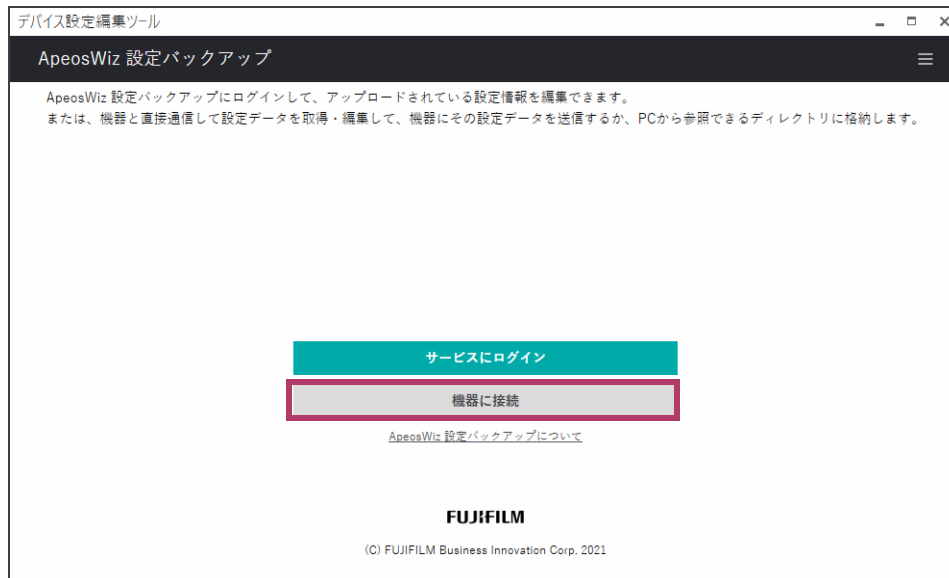 デバイス設定編集ツール
ApeosWiz 設定バックアップ
ApeosWiz 設定バックアップにログインして、アップロードされている設定情報を編集できます。
または、機器と直接通信して設定データを取得・編集して、機器にその設定データを送信するか、PCから参照できるディレクトリに格納します。
サービスにログイン
機器に接続
ApeosWiz 設定バックアップについて
FUJIFILM
(C) FUJIFILM Business Innovation Corp. 2021